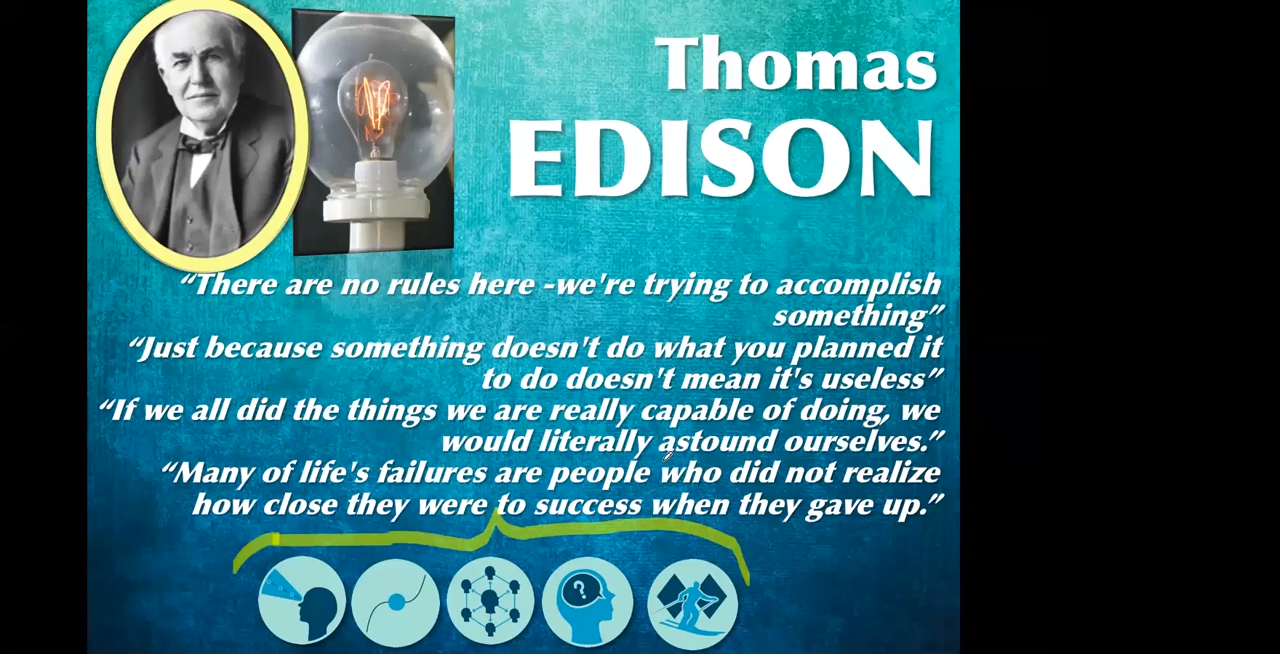 Thomas
EDISON
“There are no rules here -we're trying to accomplish
something”
“Just because something doesn't do what you planned it
to do doesn't mean it's useless”
“If we all did the things we are really capable of doing, we
would literally astound ourselves.”
“Many of life's failures are people who did not realize
how close they were to success when they gave up.”
?